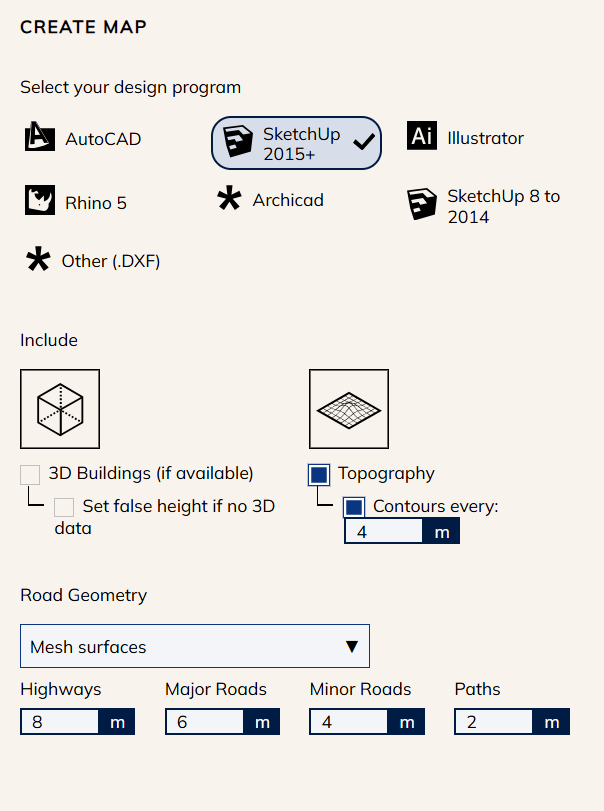 CREATE MAP
Select your design program
AutoCAD
SketchUp
2015+
Ai Illustrator
Rhino 5
Archicad
SketchUp 8 to
2014
Other (.DXF)
Include
3D Buildings (if available)
Set false height if no 3D
data
Topography
Contours every:
4 m
Road Geometry
Mesh surfaces
Highways Major Roads Minor Roads Paths
8 m 6 m 4 m 2 m